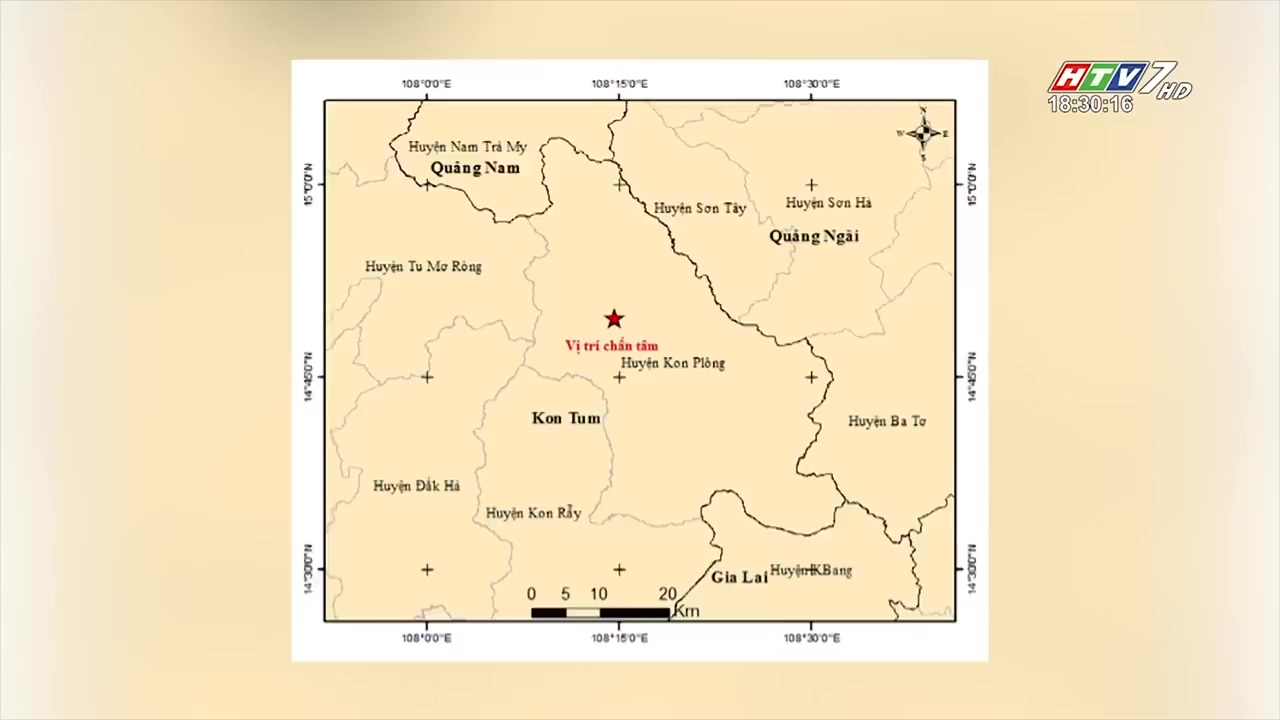 HTV7 HD
18:30:16
108°0'0"E 108°15'0"E 108°30'0"E
N
W E
S
Huyện Nam Trà My
Quảng Nam
15°0'0"N 15°0'0"N
Huyện Sơn Tây
Huyện Sơn Hà
Quảng Ngãi
Huyện Tu Mơ Rông
Vị trí chấn tâm
Huyện Kon Plông
14°45'0"N 14°45'0"N
Kon Tum
Huyện Ba Tơ
Huyện Đắk Hà
Huyện Kon Rẫy
14°30'0"N 14°30'0"N
Gia Lai
Huyện KBang
0 5 10 20
Km
108°0'0"E 108°15'0"E 108°30'0"E